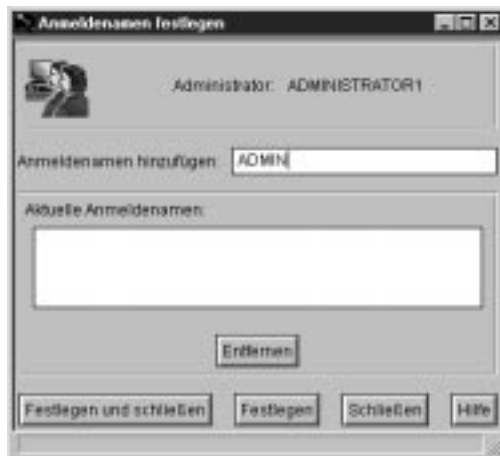 Anmeldenamen festlegen
Administrator: ADMINISTRATOR1
Anmeldenamen hinzufügen: ADMIN
Aktuelle Anmeldenamen:
Entfernen
Festlegen und schließen Festlegen Schließen Hilfe